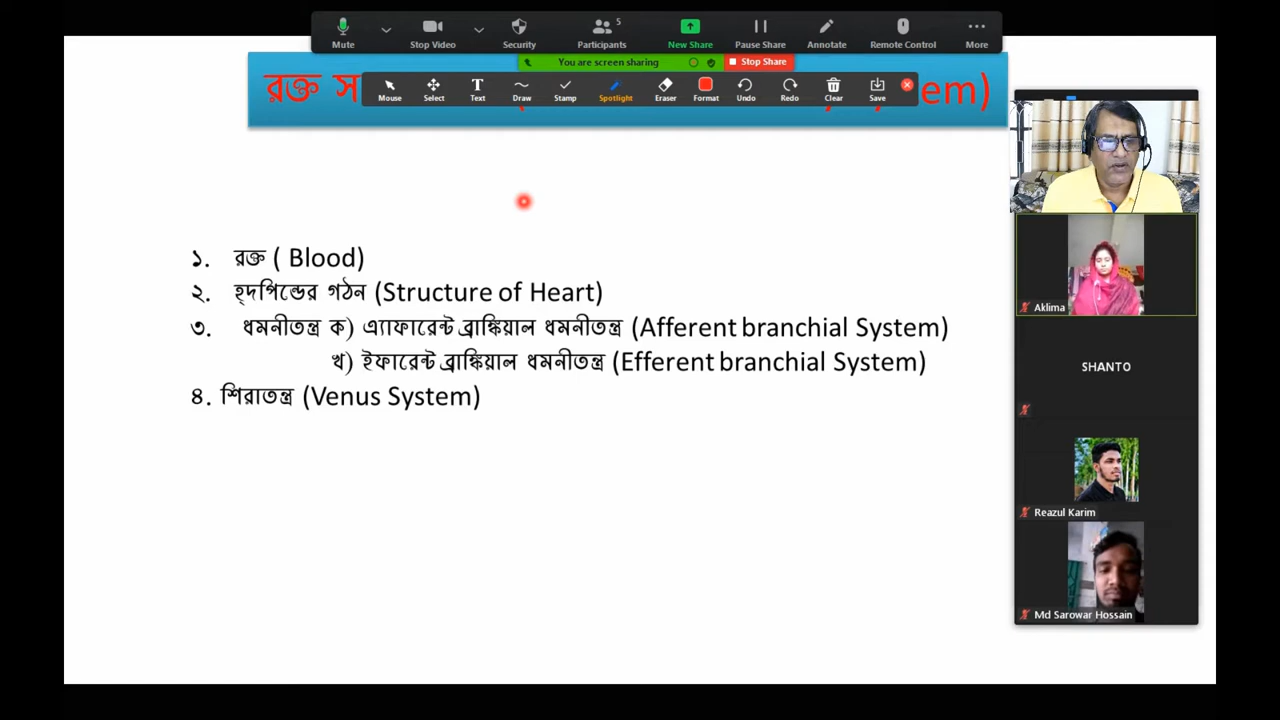 Mute
Stop Video
Security
Participants 5
New Share
Pause Share
Annotate
Remote Control
More
You are screen sharing
Stop Share
Mouse
Select
Text
Draw
Stamp
Spotlight
Eraser
Format
Undo
Redo
Clear
Save
রক্ত স
em)
১. রক্ত ( Blood)
২. হৃদপিন্ডের গঠন (Structure of Heart)
৩. ধমনীতন্ত্র ক) এ্যাফারেন্ট ব্রাঙ্কিয়াল ধমনীতন্ত্র (Afferent branchial System)
খ) ইফারেন্ট ব্রাঙ্কিয়াল ধমনীতন্ত্র (Efferent branchial System)
৪. শিরাতন্ত্র (Venus System)
Aklima
SHANTO
Reazul Karim
Md Sarowar Hossain